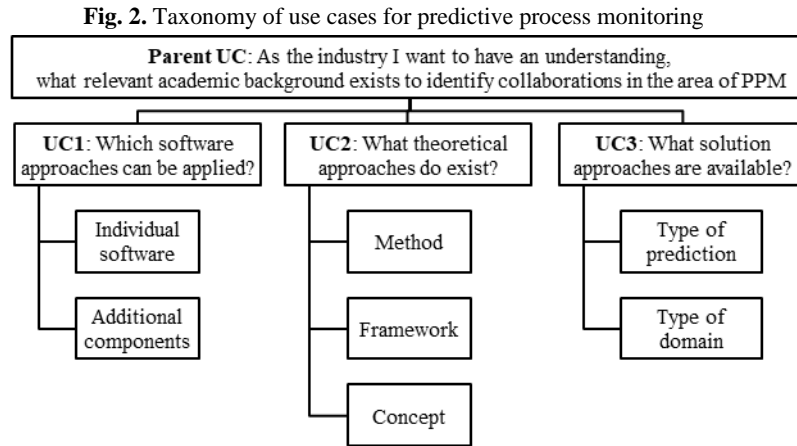 Fig. 2. Taxonomy of use cases for predictive process monitoring
Parent UC: As the industry I want to have an understanding,
what relevant academic background exists to identify collaborations in the area of PPM
UC1: Which software
approaches can be applied?
UC2: What theoretical
approaches do exist?
UC3: What solution
approaches are available?
Individual
software
Method
Type of
prediction
Additional
components
Framework
Type of
domain
Concept